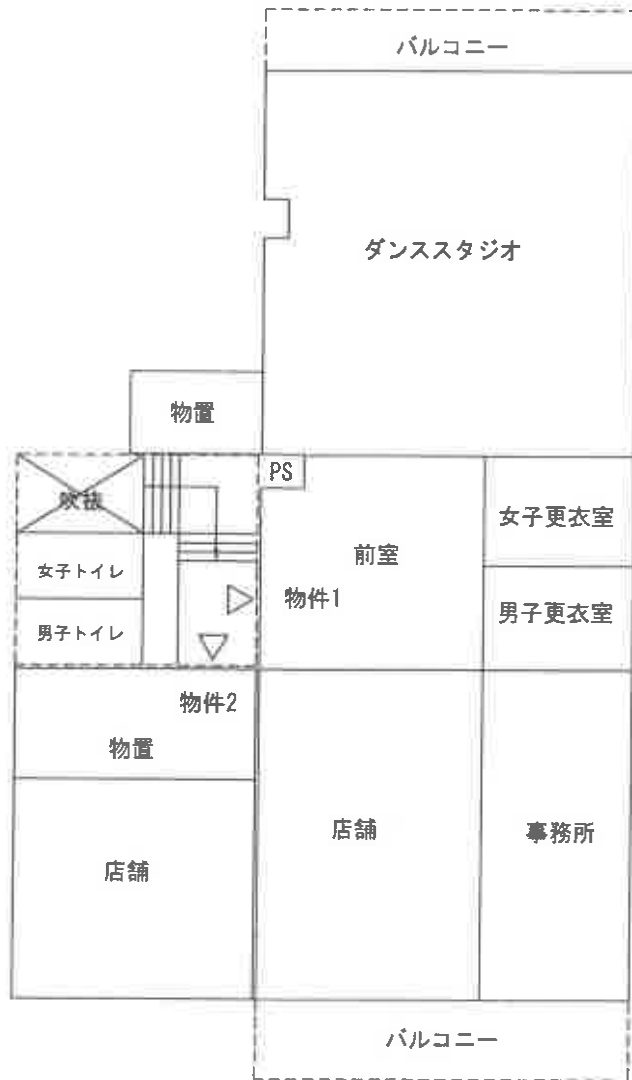 バルコニー
ダンススタジオ
物置
PS
吹抜
女子更衣室
前室
女子トイレ
物件1
男子更衣室
男子トイレ
物件2
物置
店舗
事務所
店舗
バルコニー